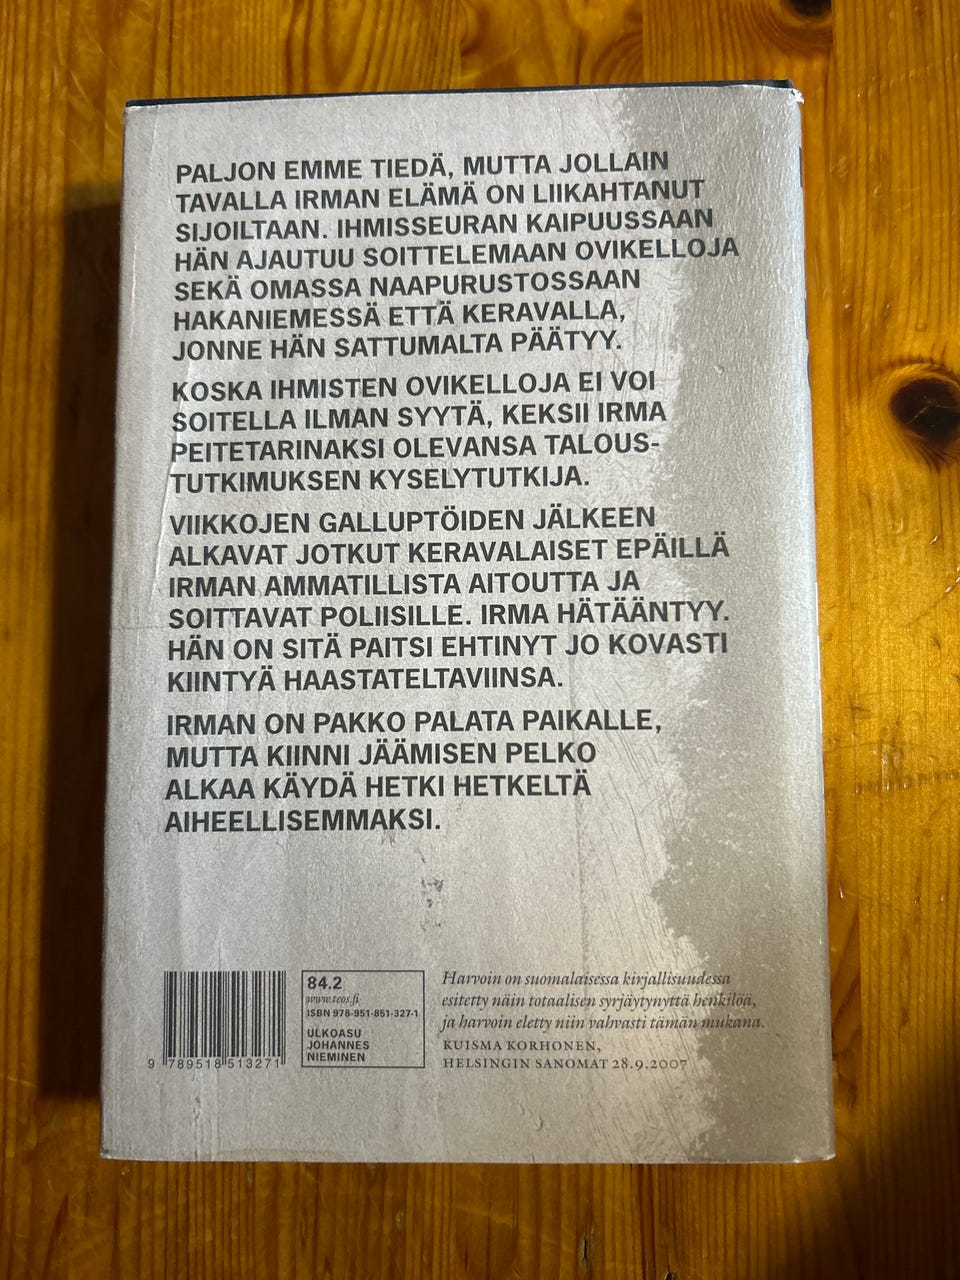 PALJON EMME TIEDÄ, MUTTA JOLLAIN
TAVALLA IRMAN ELÄMÄ ON LIIKAHTANUT
SIJOILTAAN. IHMISSEURAN KAIPUUSSAAN
HÄN AJAUTUU SOITTELEMAAN OVIKELLOJA
SEKÄ OMASSA NAAPURUSTOSSAAN
HAKANIEMESSÄ ETTÄ KERAVALLA,
JONNE HÄN SATTUMALTA PÄÄTYY.
KOSKA IHMISTEN OVIKELLOJA EI VOI
SOITELLA ILMAN SYYTÄ, KEKSII IRMA
PEITETARINAKSI OLEVANSA TALOUS-
TUTKIMUKSEN KYSELYTUTKIJA.
VIIKKOJEN GALLUPTÖIDEN JÄLKEEN
ALKAVAT JOTKUT KERAVALAISET EPÄILLÄ
IRMAN AMMATILLISTA AITOUTTA JA
SOITTAVAT POLIISILLE. IRMA HÄTÄÄNTYY.
HÄN ON SITÄ PAITSI EHTINYT JO KOVASTI
KIINTYÄ HAASTATELTAVIINSA.
IRMAN ON PAKKO PALATA PAIKALLE,
MUTTA KIINNI JÄÄMISEN PELKO
ALKAA KÄYDÄ HETKI HETKELTÄ
AIHEELLISEMMAKSI.
9 789518 513271
84.2
www.teos.fi
ISBN 978-951-851-327-1
ULKOASU
JOHANNES
NIEMINEN
Harvoin on suomalaisessa kirjallisuudessa
esitetty näin totaalisen syrjäytynyttä henkilöä,
ja harvoin eletty niin vahvasti tämän mukana.
KUISMA KORHONEN,
HELSINGIN SANOMAT 28.9.2007